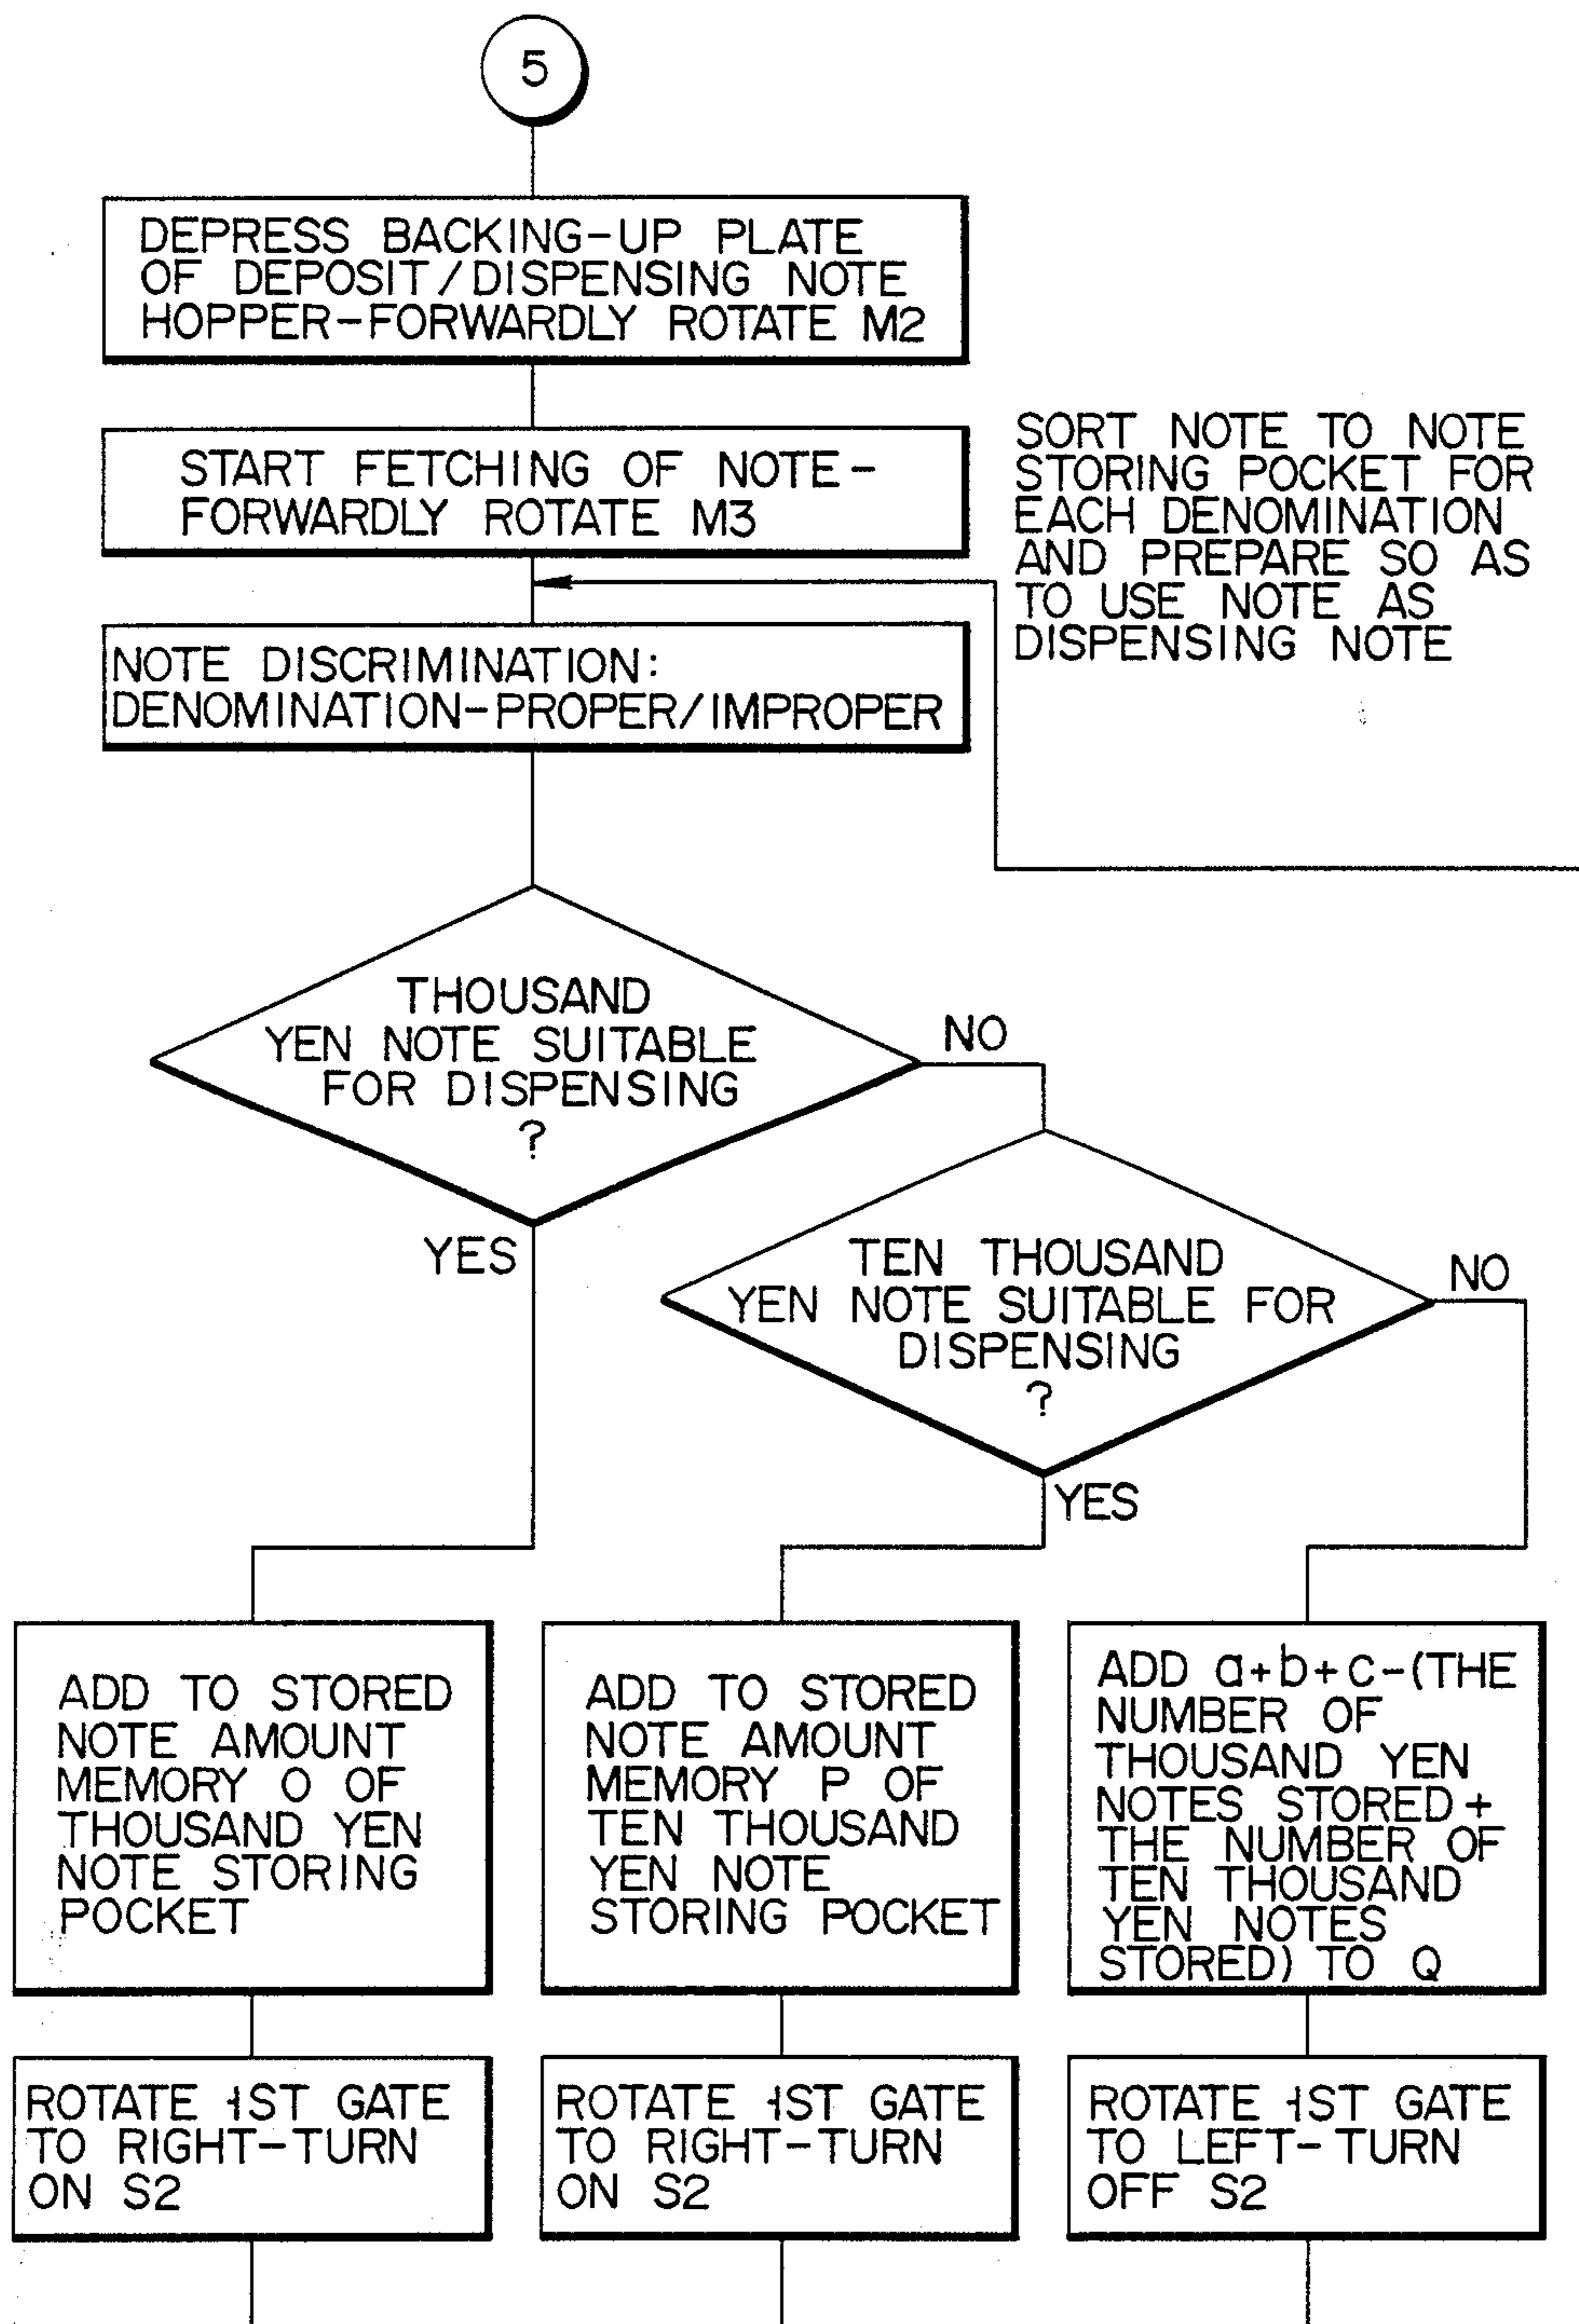 5
DEPRESS BACKING-UP PLATE
OF DEPOSIT/DISPENSING NOTE
HOPPER-FORWARDLY ROTATE M2
START FETCHING OF NOTE-
FORWARDLY ROTATE M3
SORT NOTE TO NOTE
STORING POCKET FOR
EACH DENOMINATION
AND PREPARE SO AS
TO USE NOTE AS
DISPENSING NOTE
NOTE DISCRIMINATION:
DENOMINATION-PROPER/IMPROPER
THOUSAND
YEN NOTE SUITABLE
FOR DISPENSING
?
NO
YES
TEN THOUSAND
YEN NOTE SUITABLE FOR
DISPENSING
?
NO
YES
ADD TO STORED
NOTE AMOUNT
MEMORY O OF
THOUSAND YEN
NOTE STORING
POCKET
ADD TO STORED
NOTE AMOUNT
MEMORY P OF
TEN THOUSAND
YEN NOTE
STORING POCKET
ADD a+b+c-(THE
NUMBER OF
THOUSAND YEN
NOTES STORED+
THE NUMBER OF
TEN THOUSAND
YEN NOTES
STORED) TO Q
ROTATE 1ST GATE
TO RIGHT-TURN
ON S2
ROTATE 1ST GATE
TO RIGHT-TURN
ON S2
ROTATE 1ST GATE
TO LEFT-TURN
OFF S2